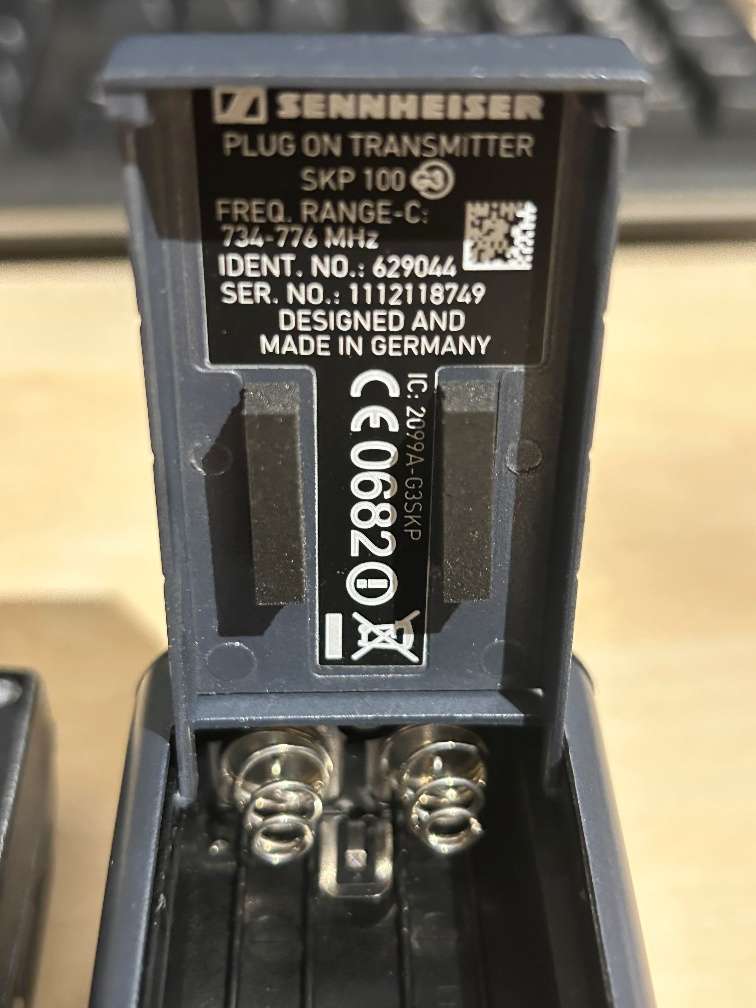 SENNHEISER
PLUG ON TRANSMITTER
SKP 100 G3
FREQ. RANGE-C:
734-776 MHz
IDENT. NO.: 629044
SER. NO.: 1112118749
DESIGNED AND
MADE IN GERMANY
IC: 2099A-G3SKP
CE 0682